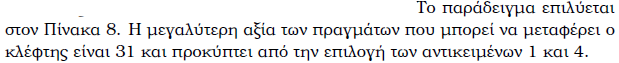 Το παράδειγμα επιλύεται
στον Πίνακα 8. Η μεγαλύτερη αξία των πραγμάτων που μπορεί να μεταφέρει ο
κλέφτης είναι 31 και προκύπτει από την επιλογή των αντικειμένων 1 και 4.